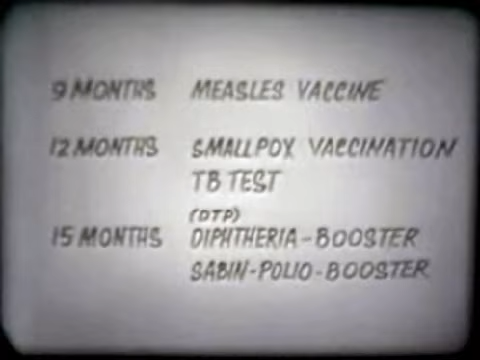 9 MONTHS MEASLES VACCINE
12 MONTHS SMALLPOX VACCINATION
TB TEST
(DTP)
15 MONTHS DIPHTHERIA-BOOSTER
SABIN-POLIO-BOOSTER